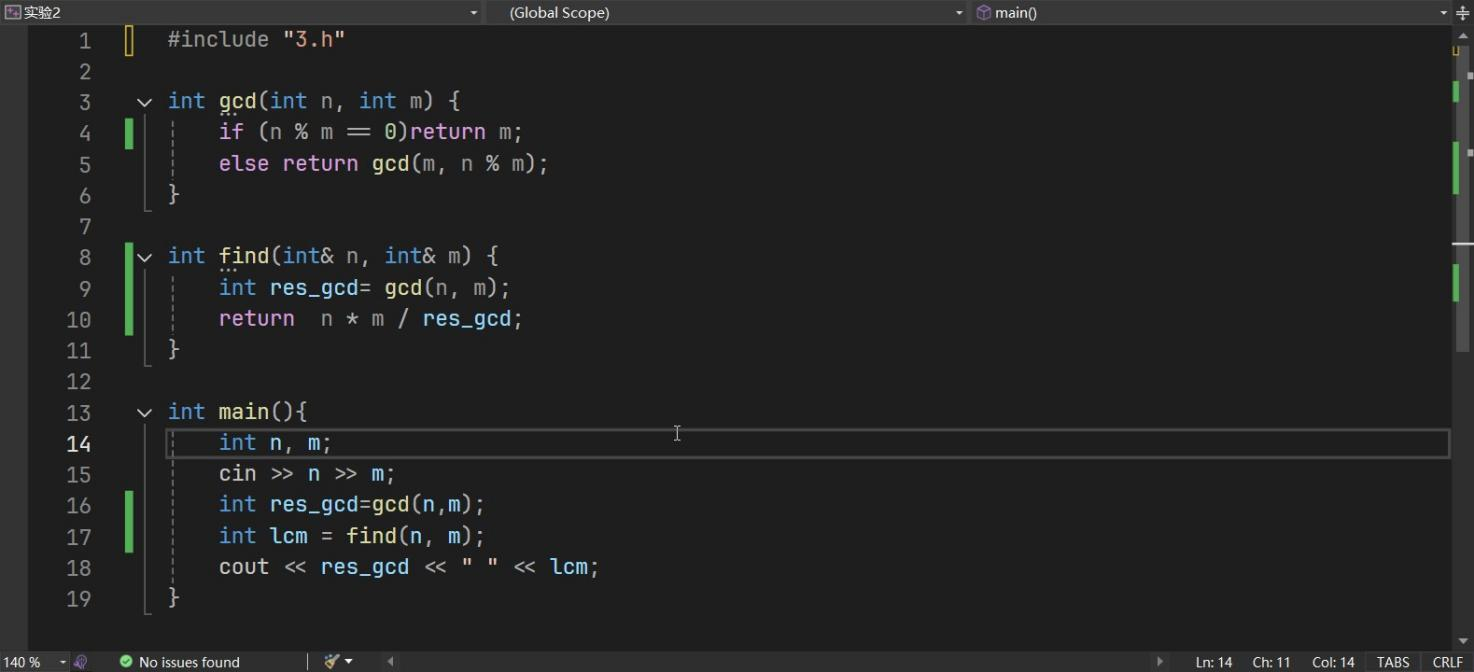 实验2 (Global Scope) main()
1 #include "3.h"
2
3 int gcd(int n, int m) {
4 if (n % m == 0)return m;
5 else return gcd(m, n % m);
6 }
7
8 int find(int& n, int& m) {
9 int res_gcd= gcd(n, m);
10 return  n * m / res_gcd;
11 }
12
13 int main(){
14 int n, m;
15 cin >> n >> m;
16 int res_gcd=gcd(n,m);
17 int lcm = find(n, m);
18 cout << res_gcd << " " << lcm;
19 }
140 % No issues found Ln: 14 Ch: 11 Col: 14 TABS CRLF